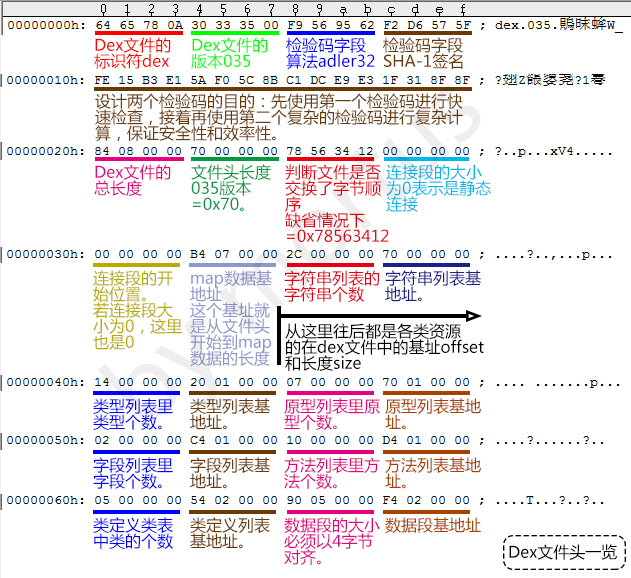 0 1 2 3 4 5 6 7 8 9 a b c d e f
00000000h: 64 65 78 0A 30 33 35 00 F9 56 95 62 F2 D6 57 5F ; dex.035.鵙昩蛑W_
Dex文件的 Dex文件的 检验码字段 检验码字段
标识符dex 版本035 算法adler32 SHA-1签名
00000010h: FE 15 B3 E1 5A F0 5C 8B C1 DC E9 E3 1F 31 8F 8F ;
设计两个检验码的目的：先使用第一个检验码进行快
速检查，接着再使用第二个复杂的检验码进行复杂计
算，保证安全性和效率性。
00000020h: 84 08 00 00 70 00 00 00 78 56 34 12 00 00 00 00 ; ?..p...xV4.....
Dex文件的 文件头长度 判断文件是否 连接段的大小
总长度 035版本 交换了字节顺 为0表示是静态
=0x70。 序 连接
缺省情况下
=0x78563412
00000030h: 00 00 00 00 B4 07 00 00 2C 00 00 00 70 00 00 00 ; ....?..,...p...
连接段的开 map数据基 字符串列表的 字符串列表基
始位置。 地址 字符串个数 地址。
若连接段大 这个基址就
小为0，这里 是从文件头 从这里往后都是各类资源
也是0 开始到map 的在dex文件中的基址offset
数据的长度 和长度size
00000040h: 14 00 00 00 20 01 00 00 07 00 00 00 70 01 00 00 ; .... .......p...
类型列表里 类型列表基 原型列表里原 原型列表基地
类型个数。 地址。 型个数。 址。
00000050h: 02 00 00 00 C4 01 00 00 10 00 00 00 D4 01 00 00 ; ....?......?..
字段列表里 字段列表基 方法列表里方 方法列表基地
字段个数。 地址。 法个数。 址。
00000060h: 05 00 00 00 54 02 00 00 90 05 00 00 F4 02 00 00 ; ....T...?..?..
类定义类表 类定义列表 数据段的大小 数据段基地址
中类的个数 基地址。 必须以4字节
对齐。
Dex文件头一览